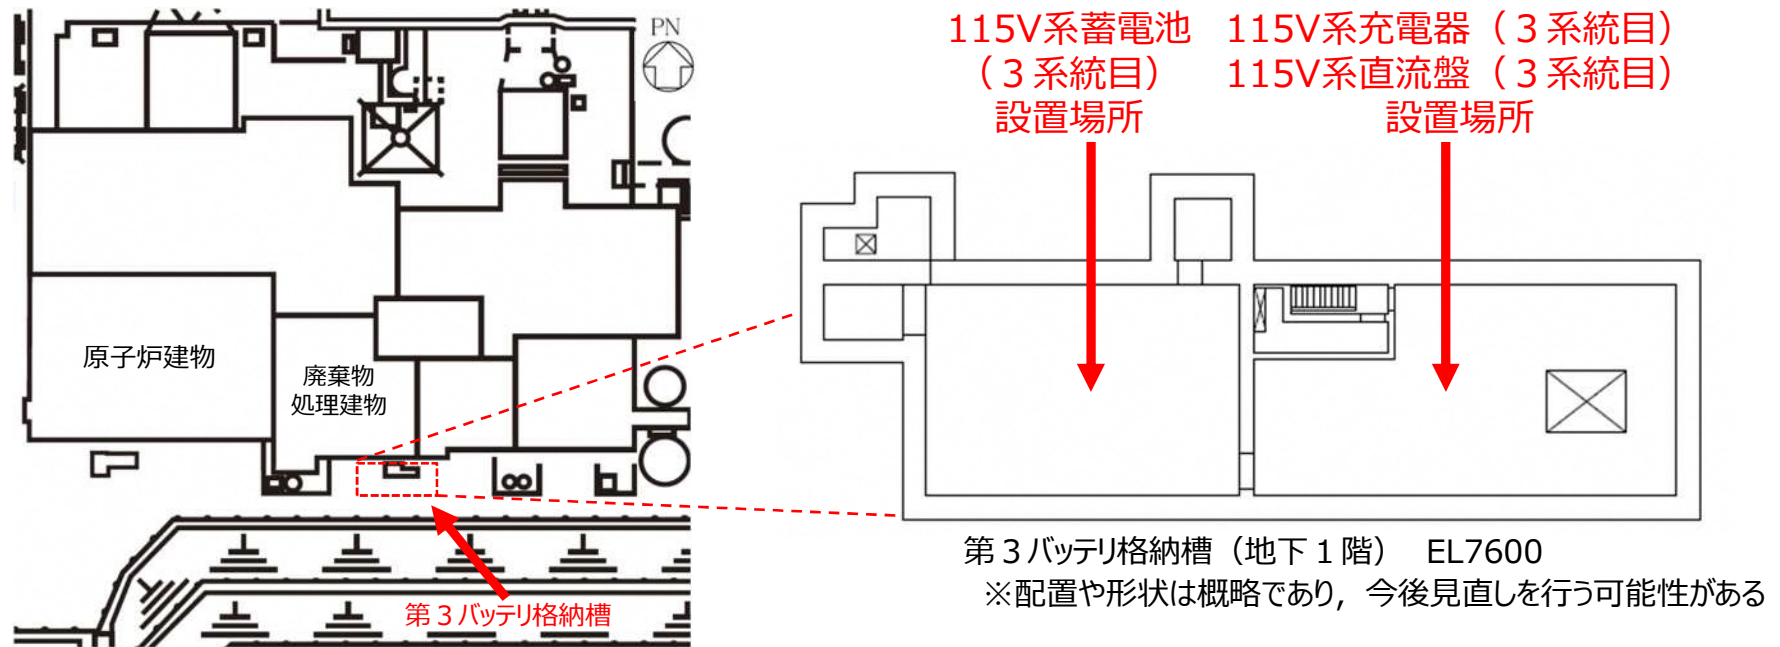 PN
原子炉建物
廃棄物
処理建物
第３バッテリ格納槽
115V系蓄電池
（３系統目）
設置場所
115V系充電器（３系統目）
115V系直流盤（３系統目）
設置場所
第３バッテリ格納槽（地下１階）　EL7600
※配置や形状は概略であり，今後見直しを行う可能性がある